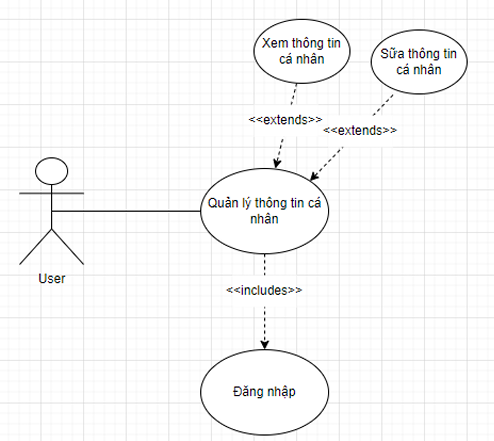 Xem thông tin
cá nhân
Sữa thông tin
cá nhân
<<extends>>
<<extends>>
Quản lý thông tin cá
nhân
User
<<includes>>
Đăng nhập